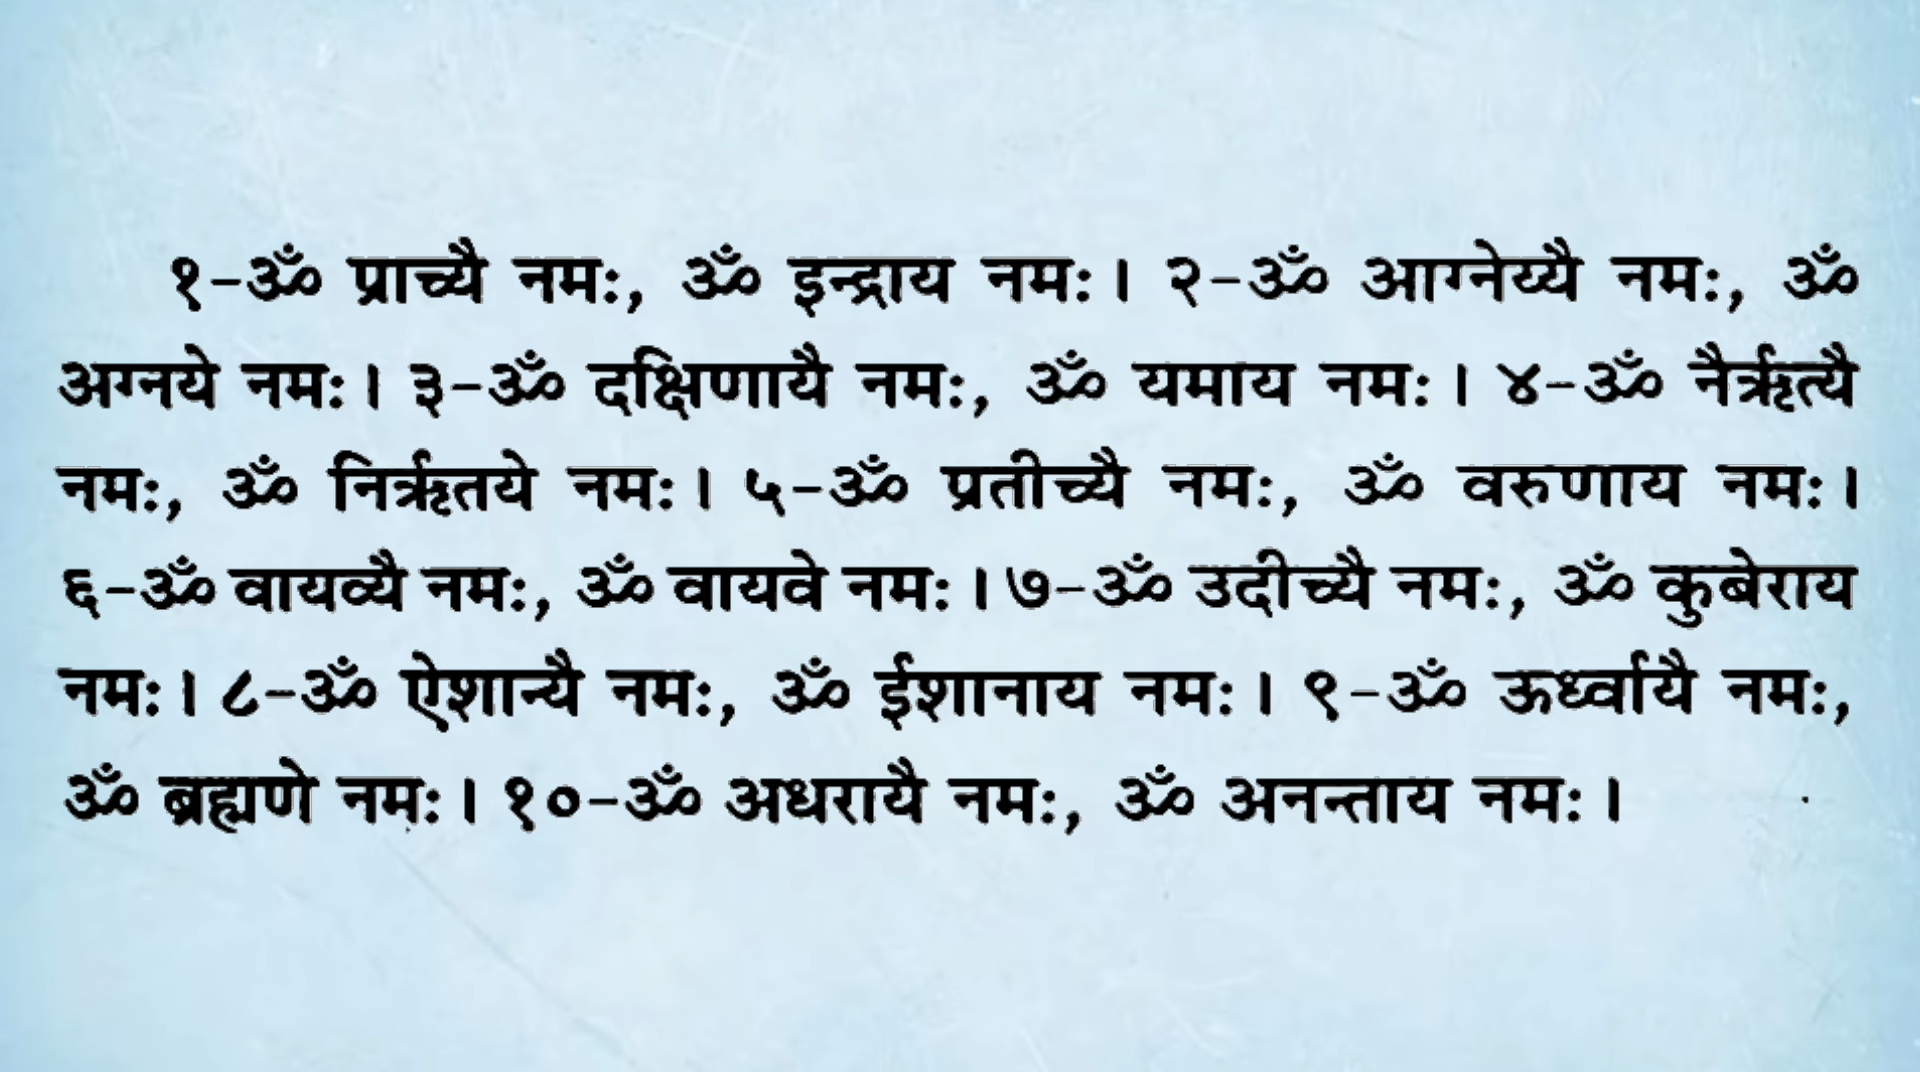 १-ॐ प्राच्यै नमः, ॐ इन्द्राय नमः। २-ॐ आग्नेय्यै नमः, ॐ
अग्नये नमः। ३-ॐ दक्षिणायै नमः, ॐ यमाय नमः। ४-ॐ नैर्ऋत्यै
नमः, ॐ निर्ऋतये नमः। ५-ॐ प्रतीच्यै नमः, ॐ वरुणाय नमः।
६-ॐ वायव्यै नमः, ॐ वायवे नमः। ७-ॐ उदीच्यै नमः, ॐ कुबेराय
नमः। ८-ॐ ऐशान्यै नमः, ॐ ईशानाय नमः। ९-ॐ ऊर्ध्वायै नमः,
ॐ ब्रह्मणे नमः। १०-ॐ अधरायै नमः, ॐ अनन्ताय नमः।